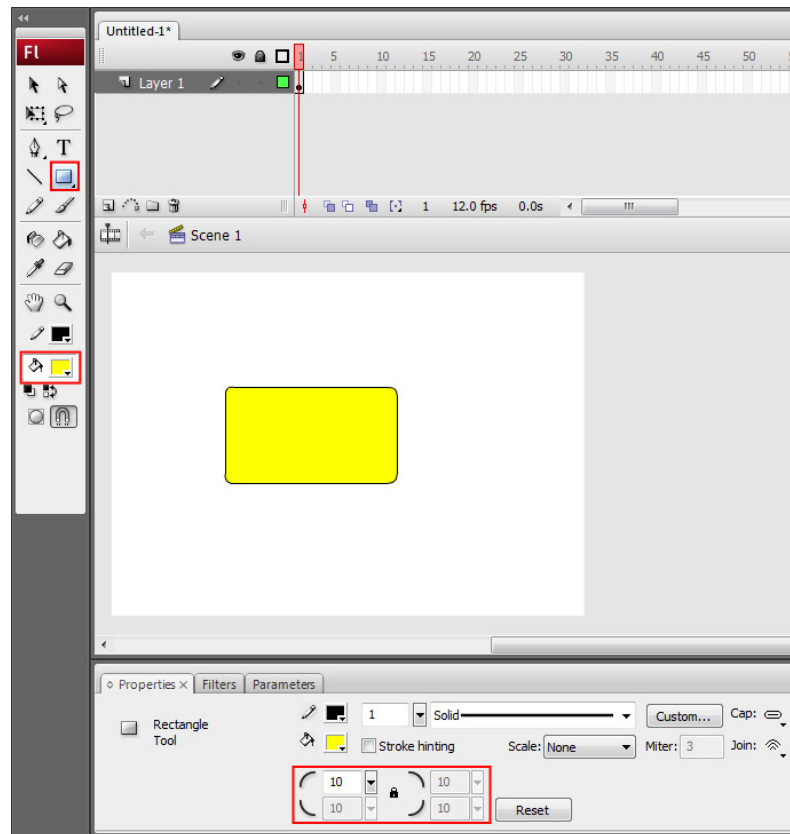 Untitled-1*
Fl
1 5 10 15 20 25 30 35 40 45 50
Layer 1
T
1 12.0 fps 0.0s
Scene 1
Properties × Filters Parameters
Rectangle
Tool
1 Solid Custom... Cap:
Stroke hinting Scale: None Miter: 3 Join:
10 10
10 10 Reset